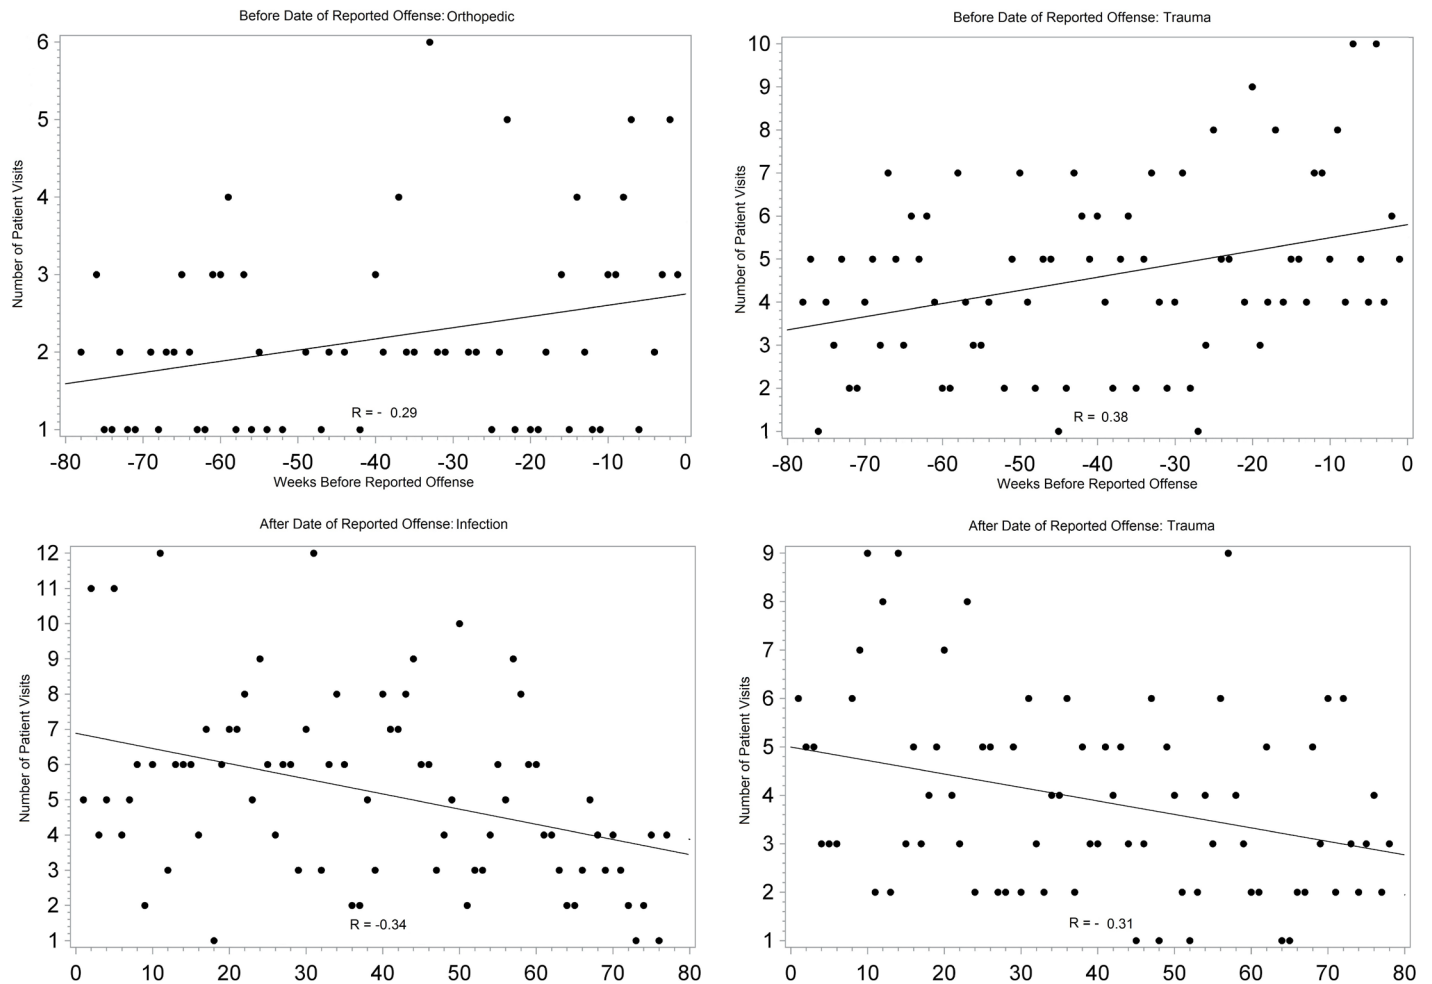 Before Date of Reported Offense: Orthopedic
Number of Patient Visits
6
5
4
3
2
1
R = - 0.29
-80 -70 -60 -50 -40 -30 -20 -10 0
Weeks Before Reported Offense
Before Date of Reported Offense: Trauma
Number of Patient Visits
10
9
8
7
6
5
4
3
2
1
R = 0.38
-80 -70 -60 -50 -40 -30 -20 -10 0
Weeks Before Reported Offense
After Date of Reported Offense: Infection
Number of Patient Visits
12
11
10
9
8
7
6
5
4
3
2
1
R = -0.34
0 10 20 30 40 50 60 70 80
After Date of Reported Offense: Trauma
Number of Patient Visits
9
8
7
6
5
4
3
2
1
R = - 0.31
0 10 20 30 40 50 60 70 80